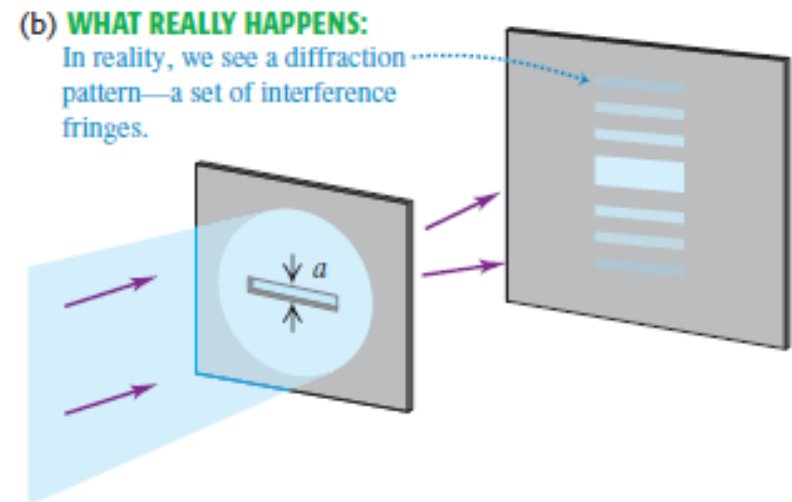 (b) WHAT REALLY HAPPENS:
In reality, we see a diffraction
pattern—a set of interference
fringes.
a